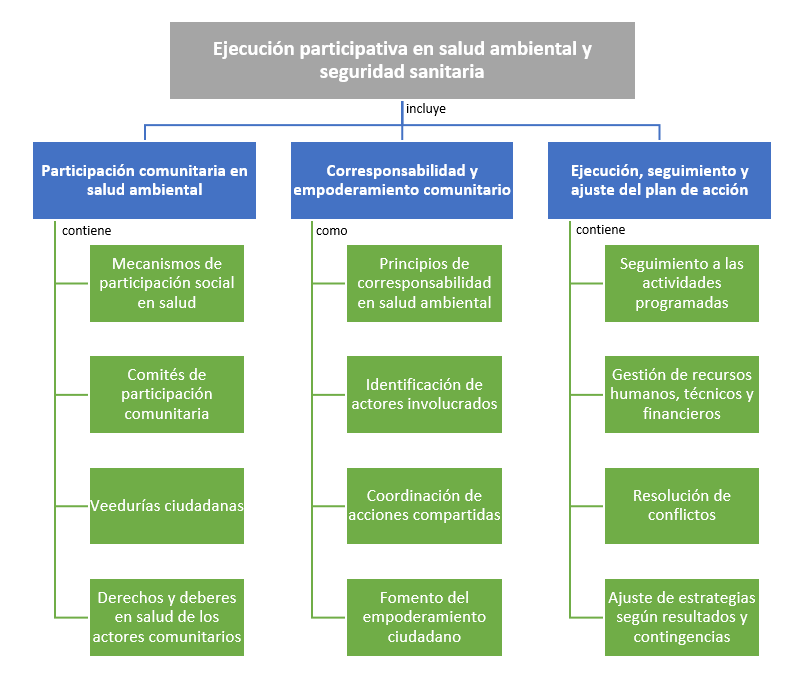 Ejecución participativa en salud ambiental y
seguridad sanitaria
incluye
Participación comunitaria en
salud ambiental
contiene
Mecanismos de
participación social
en salud
Comités de
participación
comunitaria
Veedurías ciudadanas
Derechos y deberes
en salud de los
actores comunitarios
Corresponsabilidad y
empoderamiento comunitario
como
Principios de
corresponsabilidad
en salud ambiental
Identificación de
actores involucrados
Coordinación de
acciones compartidas
Fomento del
empoderamiento
ciudadano
Ejecución, seguimiento y
ajuste del plan de acción
contiene
Seguimiento a las
actividades
programadas
Gestión de recursos
humanos, técnicos y
financieros
Resolución de
conflictos
Ajuste de estrategias
según resultados y
contingencias